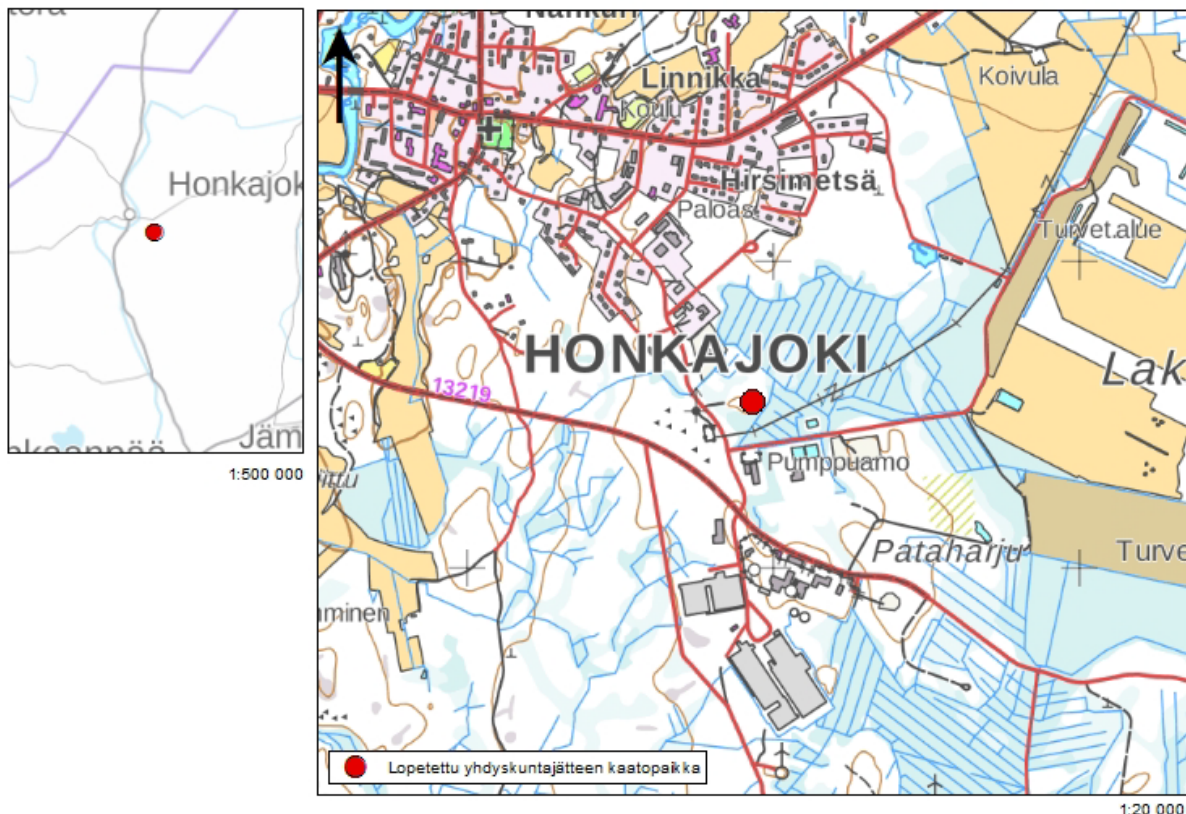 Honkajok
Jäm
1:500 000
Linnikka
Koulu
Koivula
Hirsimetsä
Paloas.
Turvet.alue
HONKAJOKI
Lak
13219
Pumppuamo
Pataharju
Turve
Lopetettu yhdyskuntajätteen kaatopaikka
1:20 000